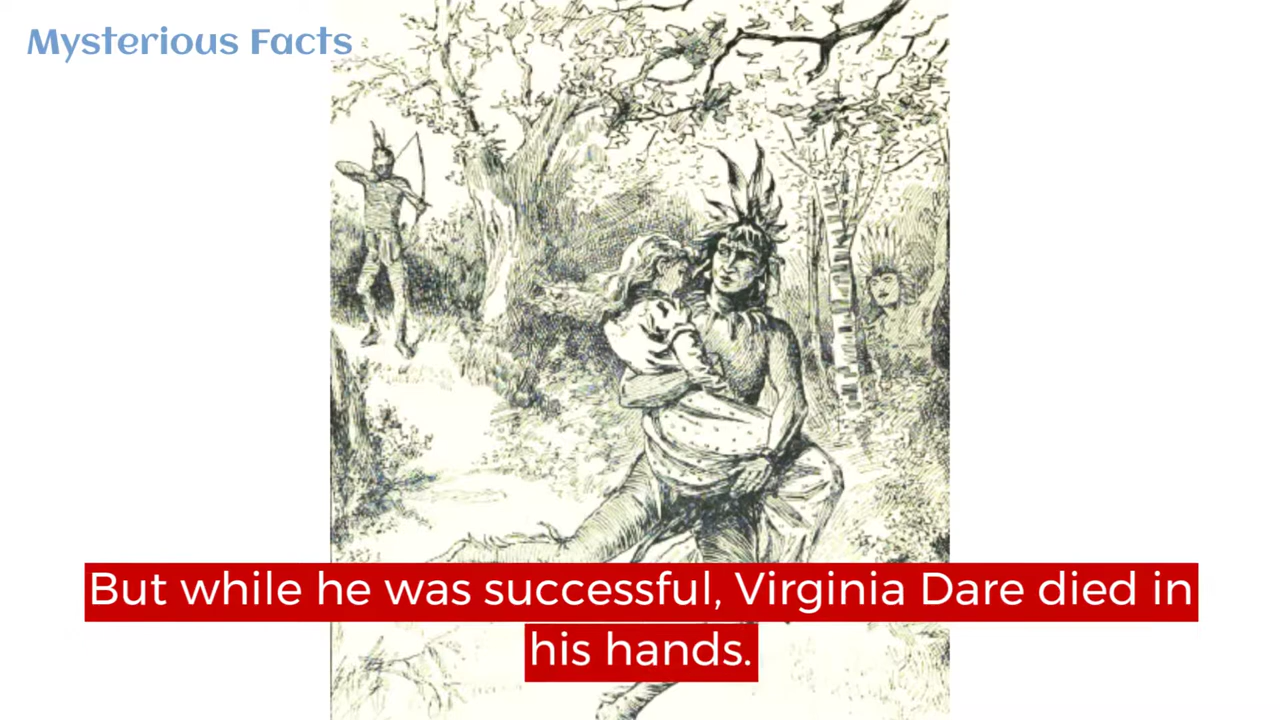 Mysterious Facts
But while he was successful, Virginia Dare died in
his hands.